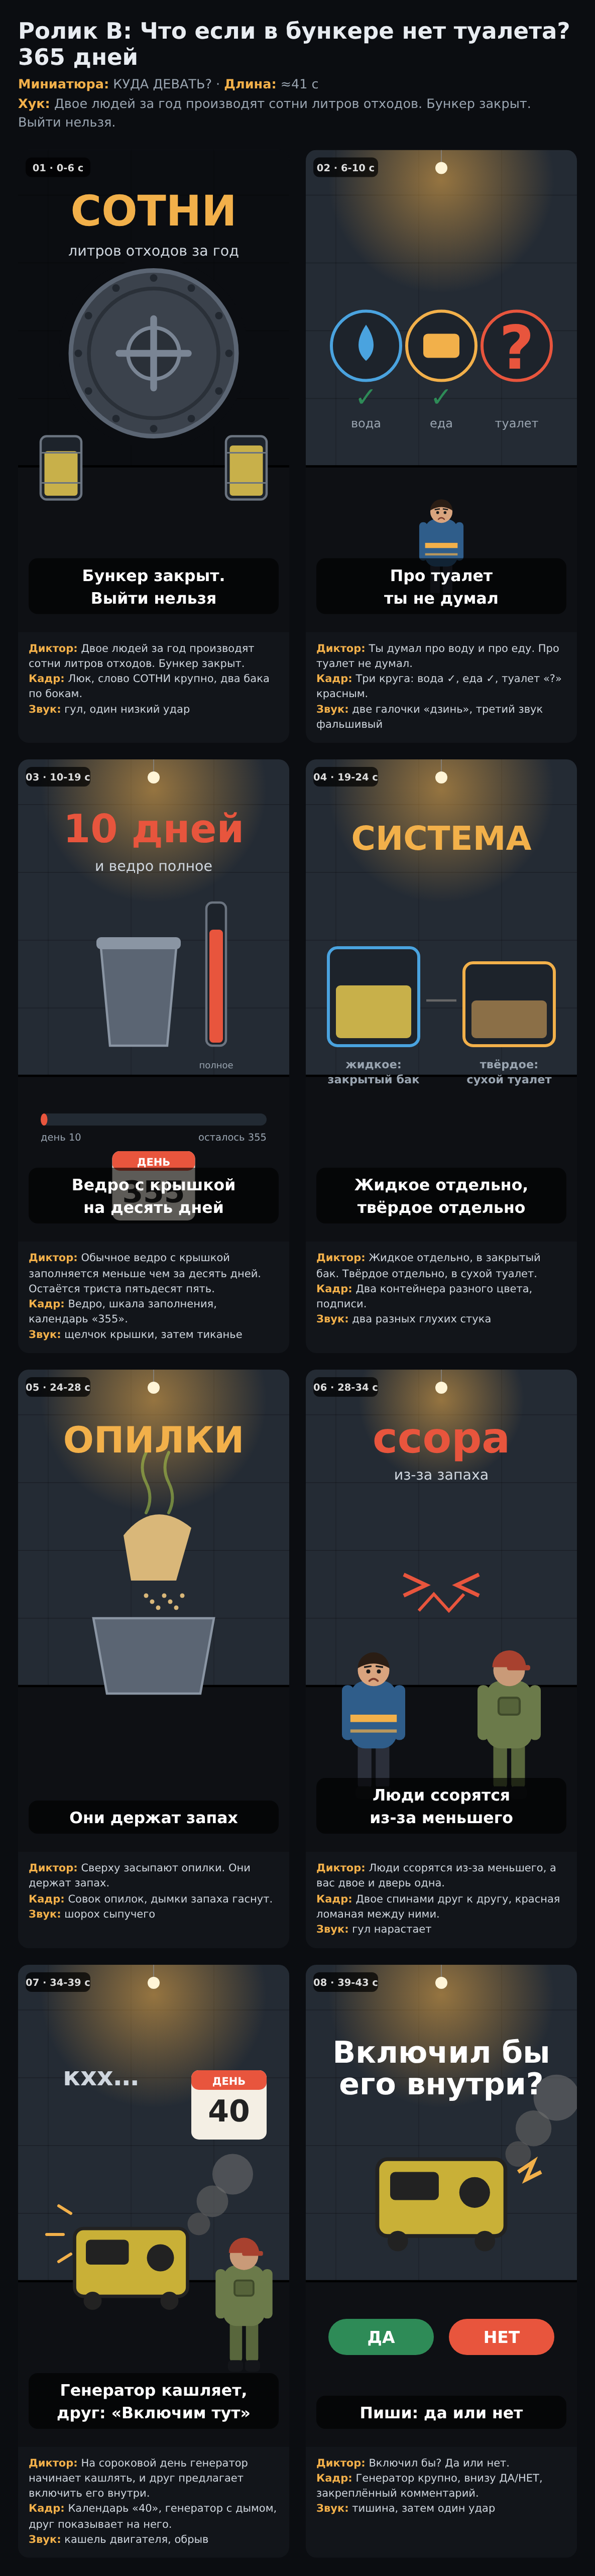 Ролик B: Что если в бункере нет туалета?
365 дней
Миниатюра: КУДА ДЕВАТЬ? · Длина: ≈41 с
Хук: Двое людей за год производят сотни литров отходов. Бункер закрыт.
Выйти нельзя.
01 · 0-6 с
СОТНИ
литров отходов за год
Бункер закрыт.
Выйти нельзя
Диктор: Двое людей за год производят
сотни литров отходов. Бункер закрыт.
Кадр: Люк, слово СОТНИ крупно, два бака
по бокам.
Звук: гул, один низкий удар
02 · 6-10 с
?
✓ ✓
вода еда туалет
Про туалет
ты не думал
Диктор: Ты думал про воду и про еду. Про
туалет не думал.
Кадр: Три круга: вода ✓, еда ✓, туалет «?»
красным.
Звук: две галочки «дзинь», третий звук
фальшивый
03 · 10-19 с
10 дней
и ведро полное
полное
день 10 осталось 355
ДЕНЬ
355
Ведро с крышкой
на десять дней
Диктор: Обычное ведро с крышкой
заполняется меньше чем за десять дней.
Остаётся триста пятьдесят пять.
Кадр: Ведро, шкала заполнения,
календарь «355».
Звук: щелчок крышки, затем тиканье
04 · 19-24 с
СИСТЕМА
жидкое:
закрытый бак
твёрдое:
сухой туалет
Жидкое отдельно,
твёрдое отдельно
Диктор: Жидкое отдельно, в закрытый
бак. Твёрдое отдельно, в сухой туалет.
Кадр: Два контейнера разного цвета,
подписи.
Звук: два разных глухих стука
05 · 24-28 с
ОПИЛКИ
Они держат запах
Диктор: Сверху засыпают опилки. Они
держат запах.
Кадр: Совок опилок, дымки запаха гаснут.
Звук: шорох сыпучего
06 · 28-34 с
ссора
из-за запаха
Люди ссорятся
из-за меньшего
Диктор: Люди ссорятся из-за меньшего, а
вас двое и дверь одна.
Кадр: Двое спинами друг к другу, красная
ломаная между ними.
Звук: гул нарастает
07 · 34-39 с
кхх…
ДЕНЬ
40
Генератор кашляет,
друг: «Включим тут»
Диктор: На сороковой день генератор
начинает кашлять, и друг предлагает
включить его внутри.
Кадр: Календарь «40», генератор с дымом,
друг показывает на него.
Звук: кашель двигателя, обрыв
08 · 39-43 с
Включил бы
его внутри?
ДА НЕТ
Пиши: да или нет
Диктор: Включил бы? Да или нет.
Кадр: Генератор крупно, внизу ДА/НЕТ,
закреплённый комментарий.
Звук: тишина, затем один удар